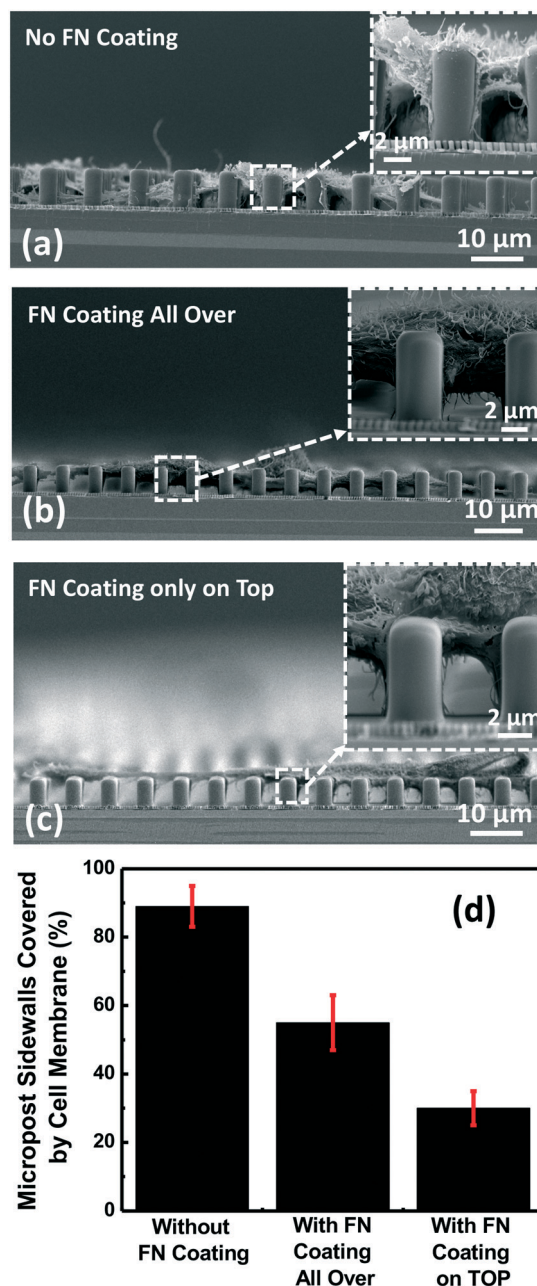 No FN Coating
2 µm
(a)
10 µm
FN Coating All Over
2 µm
(b)
10 µm
FN Coating only on Top
2 µm
(c)
10 µm
(d)
Micropost Sidewalls Covered
by Cell Membrane (%)
100
80
60
40
20
0
Without
FN Coating
With FN
Coating
All Over
With FN
Coating
on TOP